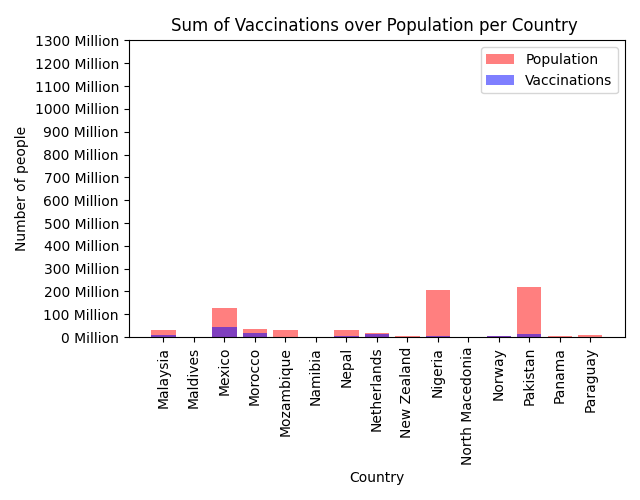 Sum of Vaccinations over Population per Country
1300 Million
1200 Million
1100 Million
1000 Million
900 Million
800 Million
700 Million
600 Million
500 Million
400 Million
300 Million
200 Million
100 Million
0 Million
Number of people
Population
Vaccinations
Malaysia
Maldives
Mexico
Morocco
Mozambique
Namibia
Nepal
Netherlands
New Zealand
Nigeria
North Macedonia
Norway
Pakistan
Panama
Paraguay
Country